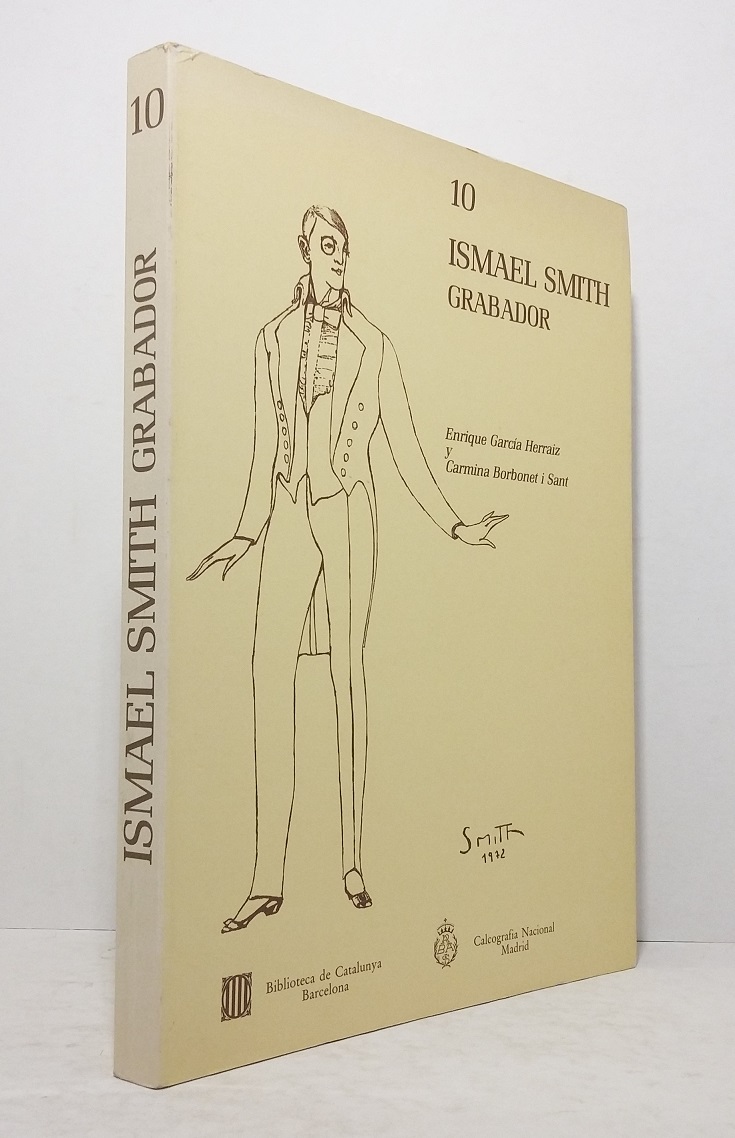 10
ISMAEL SMITH GRABADOR
10
ISMAEL SMITH
GRABADOR
Enrique García Herraiz
y
Carmina Borbonet i Sant
Smith
1972
Biblioteca de Catalunya
Barcelona
Calcografía Nacional
Madrid